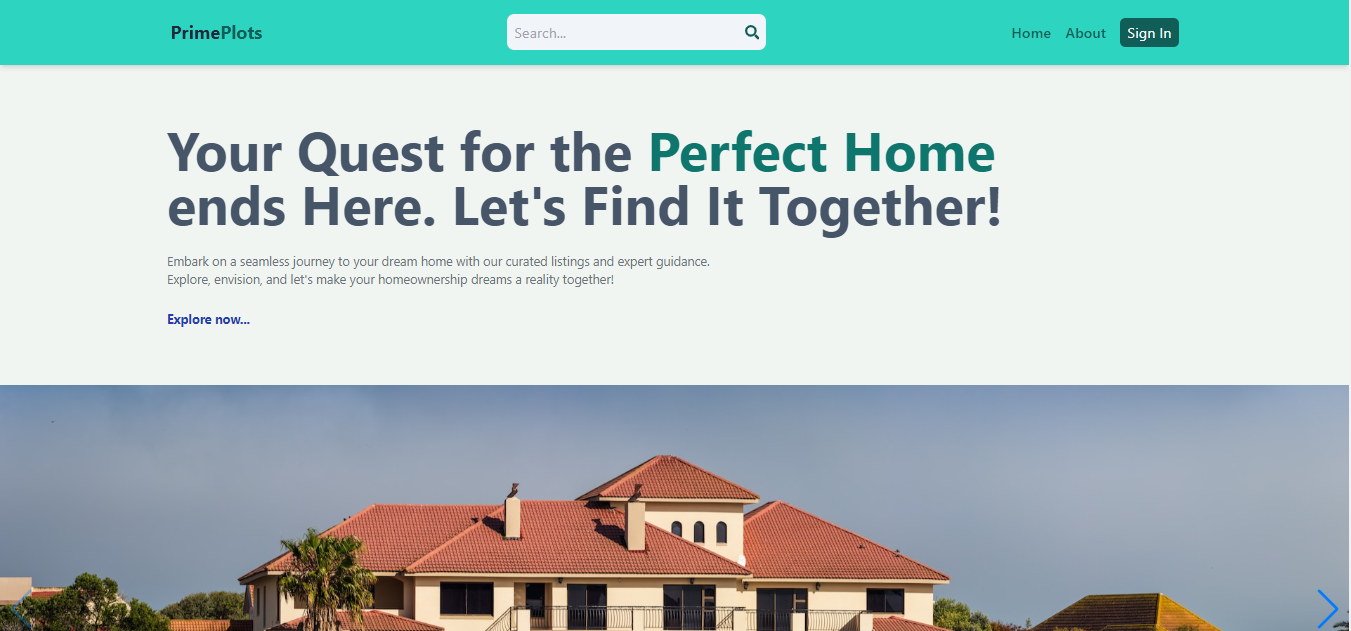 PrimePlots
Search...
Home
About
Sign In
Your Quest for the Perfect Home
ends Here. Let's Find It Together!
Embark on a seamless journey to your dream home with our curated listings and expert guidance.
Explore, envision, and let's make your homeownership dreams a reality together!
Explore now...